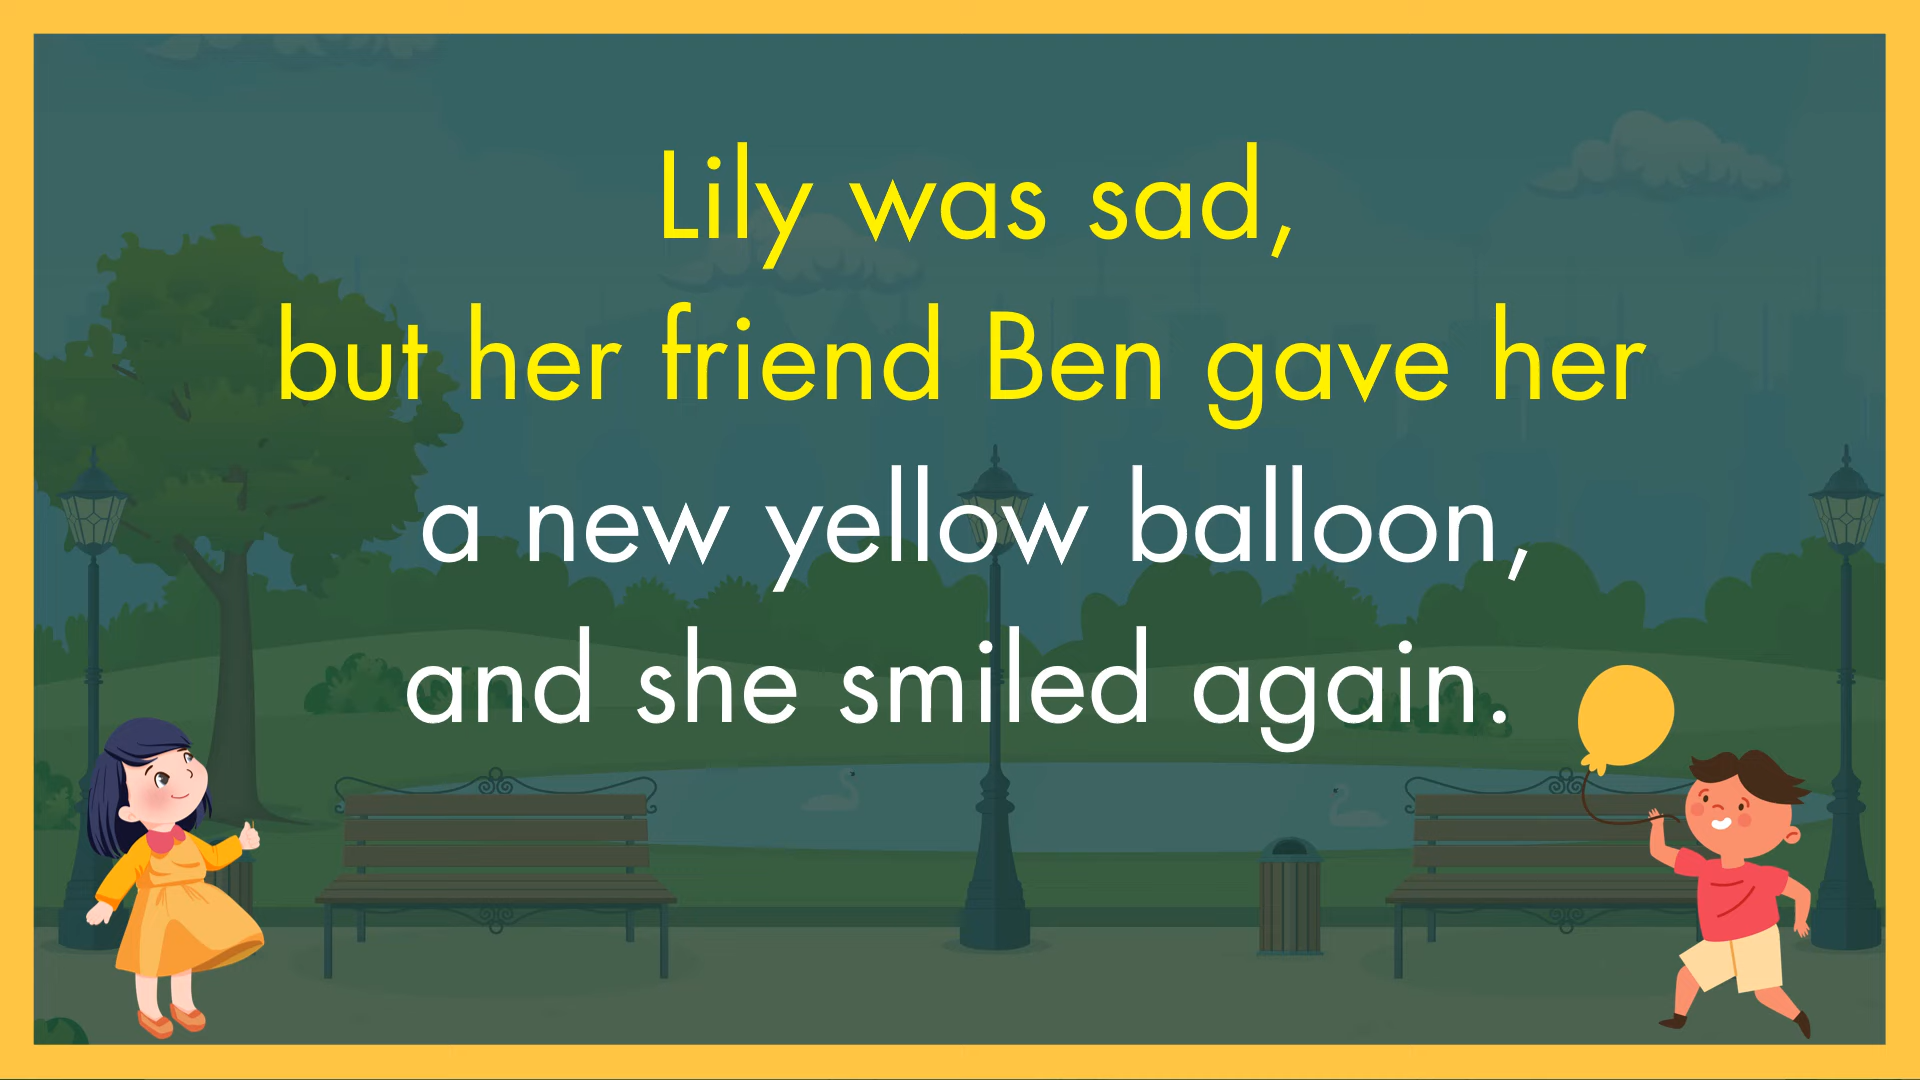 Lily was sad,
but her friend Ben gave her
a new yellow balloon,
and she smiled again.